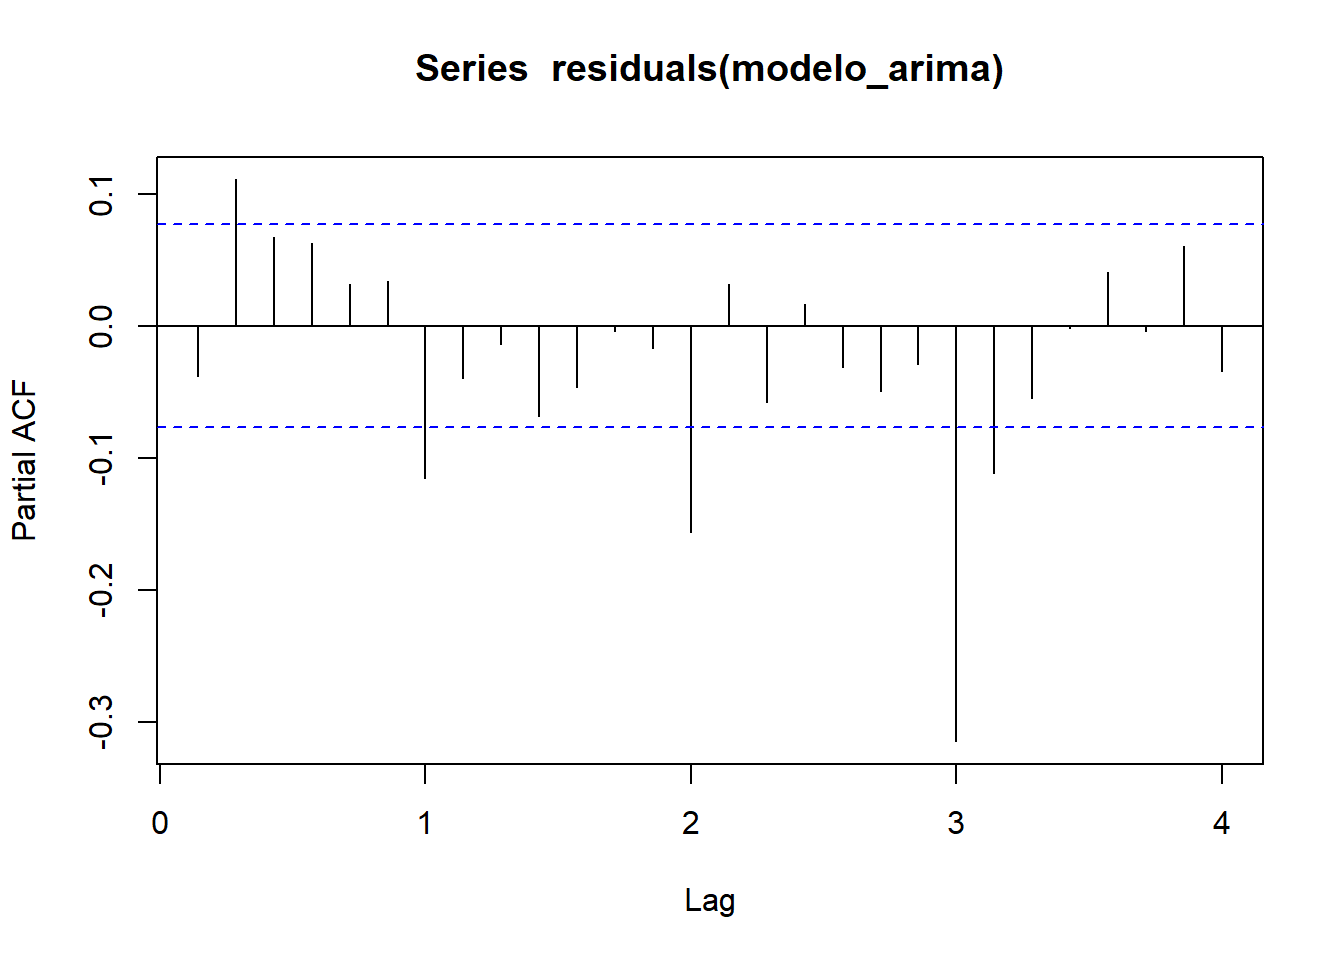 Series  residuals(modelo_arima)
Partial ACF
0.1
0.0
-0.1
-0.2
-0.3
0 1 2 3 4
Lag